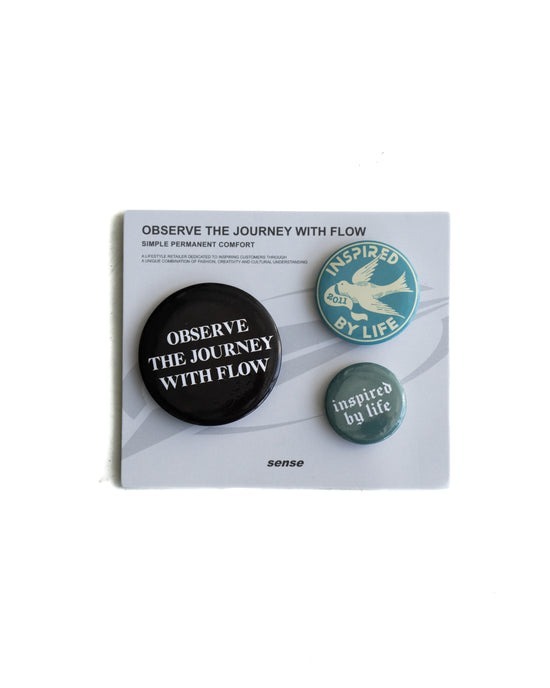 OBSERVE THE JOURNEY WITH FLOW
SIMPLE PERMANENT COMFORT
A LIFESTYLE RETAILER DEDICATED TO INSPIRING CUSTOMERS THROUGH
A UNIQUE COMBINATION OF FASHION, CREATIVITY AND CULTURAL UNDERSTANDING
INSPIRED
2011
BY LIFE
OBSERVE
THE JOURNEY
WITH FLOW
inspired
by life
sense